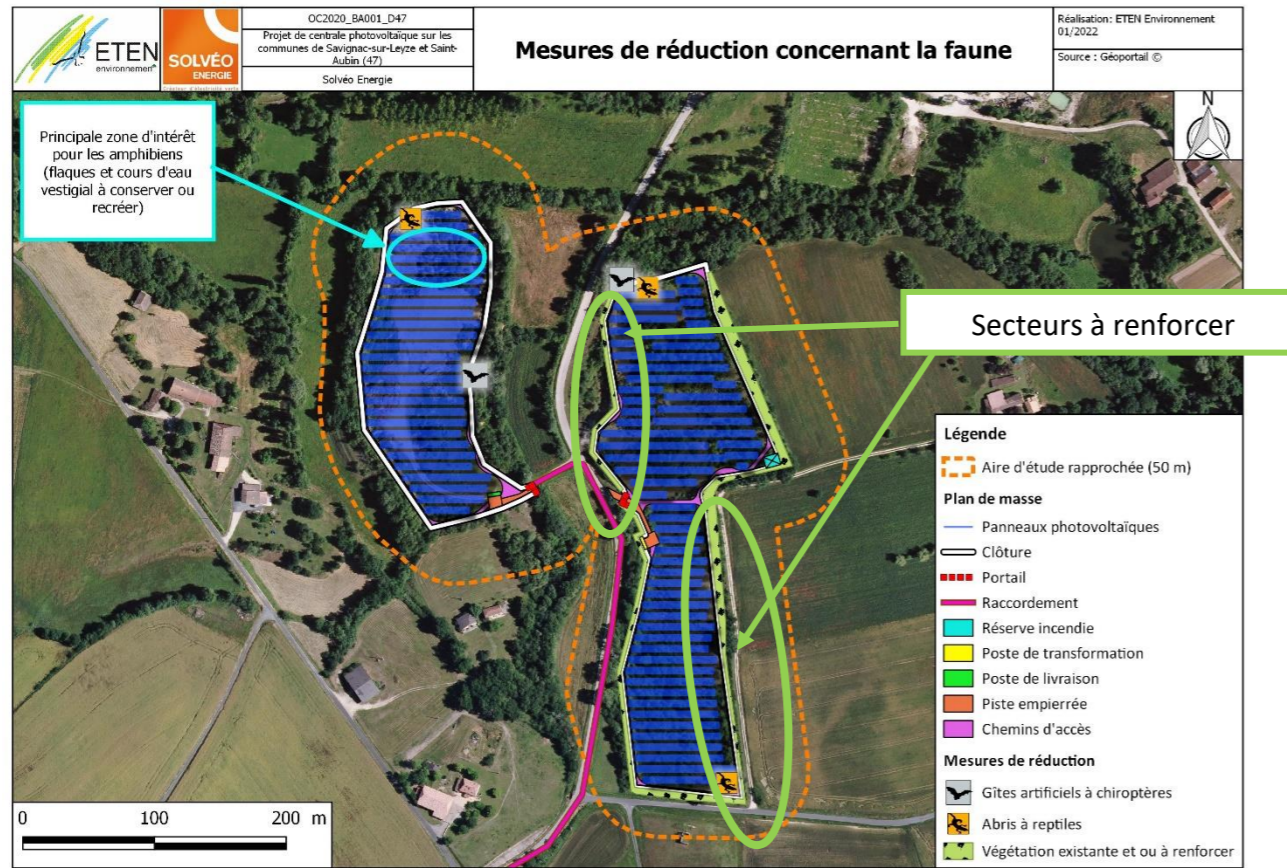 ETEN
environnement
SOLVÉO
ENERGIE
Créateur d'électricité verte
OC2020_BA001_D47
Projet de centrale photovoltaïque sur les
communes de Savignac-sur-Leyze et Saint-
Aubin (47)
Solvéo Energie
Mesures de réduction concernant la faune
Réalisation: ETEN Environnement
01/2022
Source : Géoportail ©
N
Principale zone d'intérêt
pour les amphibiens
(flaques et cours d'eau
vestigial à conserver ou
recréer)
Secteurs à renforcer
Légende
Aire d'étude rapprochée (50 m)
Plan de masse
Panneaux photovoltaïques
Clôture
Portail
Raccordement
Réserve incendie
Poste de transformation
Poste de livraison
Piste empierrée
Chemins d'accès
Mesures de réduction
Gîtes artificiels à chiroptères
Abris à reptiles
Végétation existante et ou à renforcer
0 100 200 m